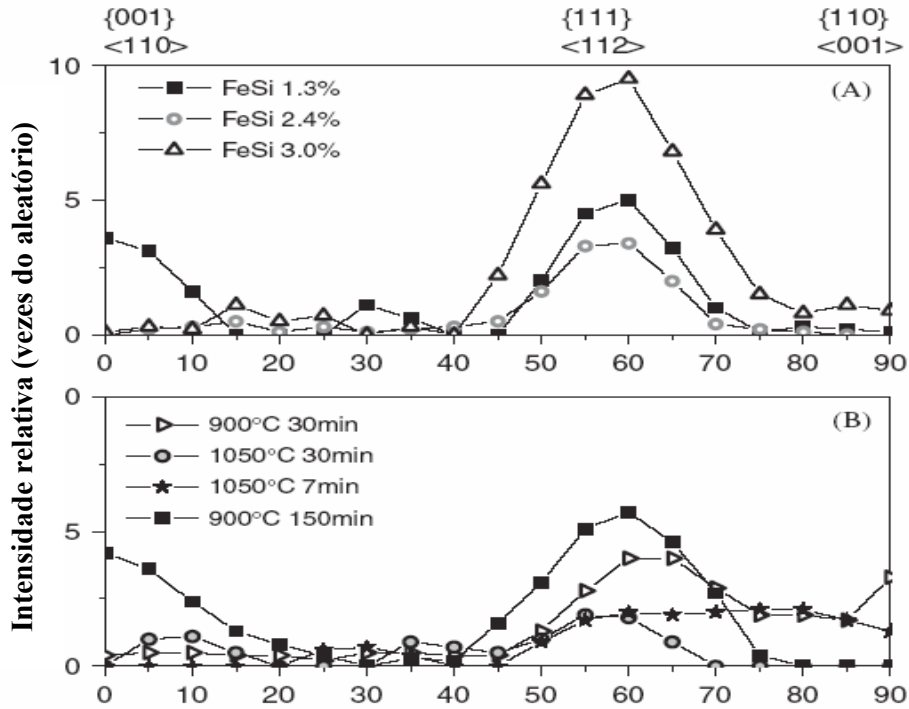 {001} {111} {110}
<110> <112> <001>
Intensidade relativa (vezes do aleatório)
10
5
0
FeSi 1.3%
FeSi 2.4%
FeSi 3.0%
(A)
0 10 20 30 40 50 60 70 80 90
0
5
0
900°C 30min
1050°C 30min
1050°C 7min
900°C 150min
(B)
0 10 20 30 40 50 60 70 80 90